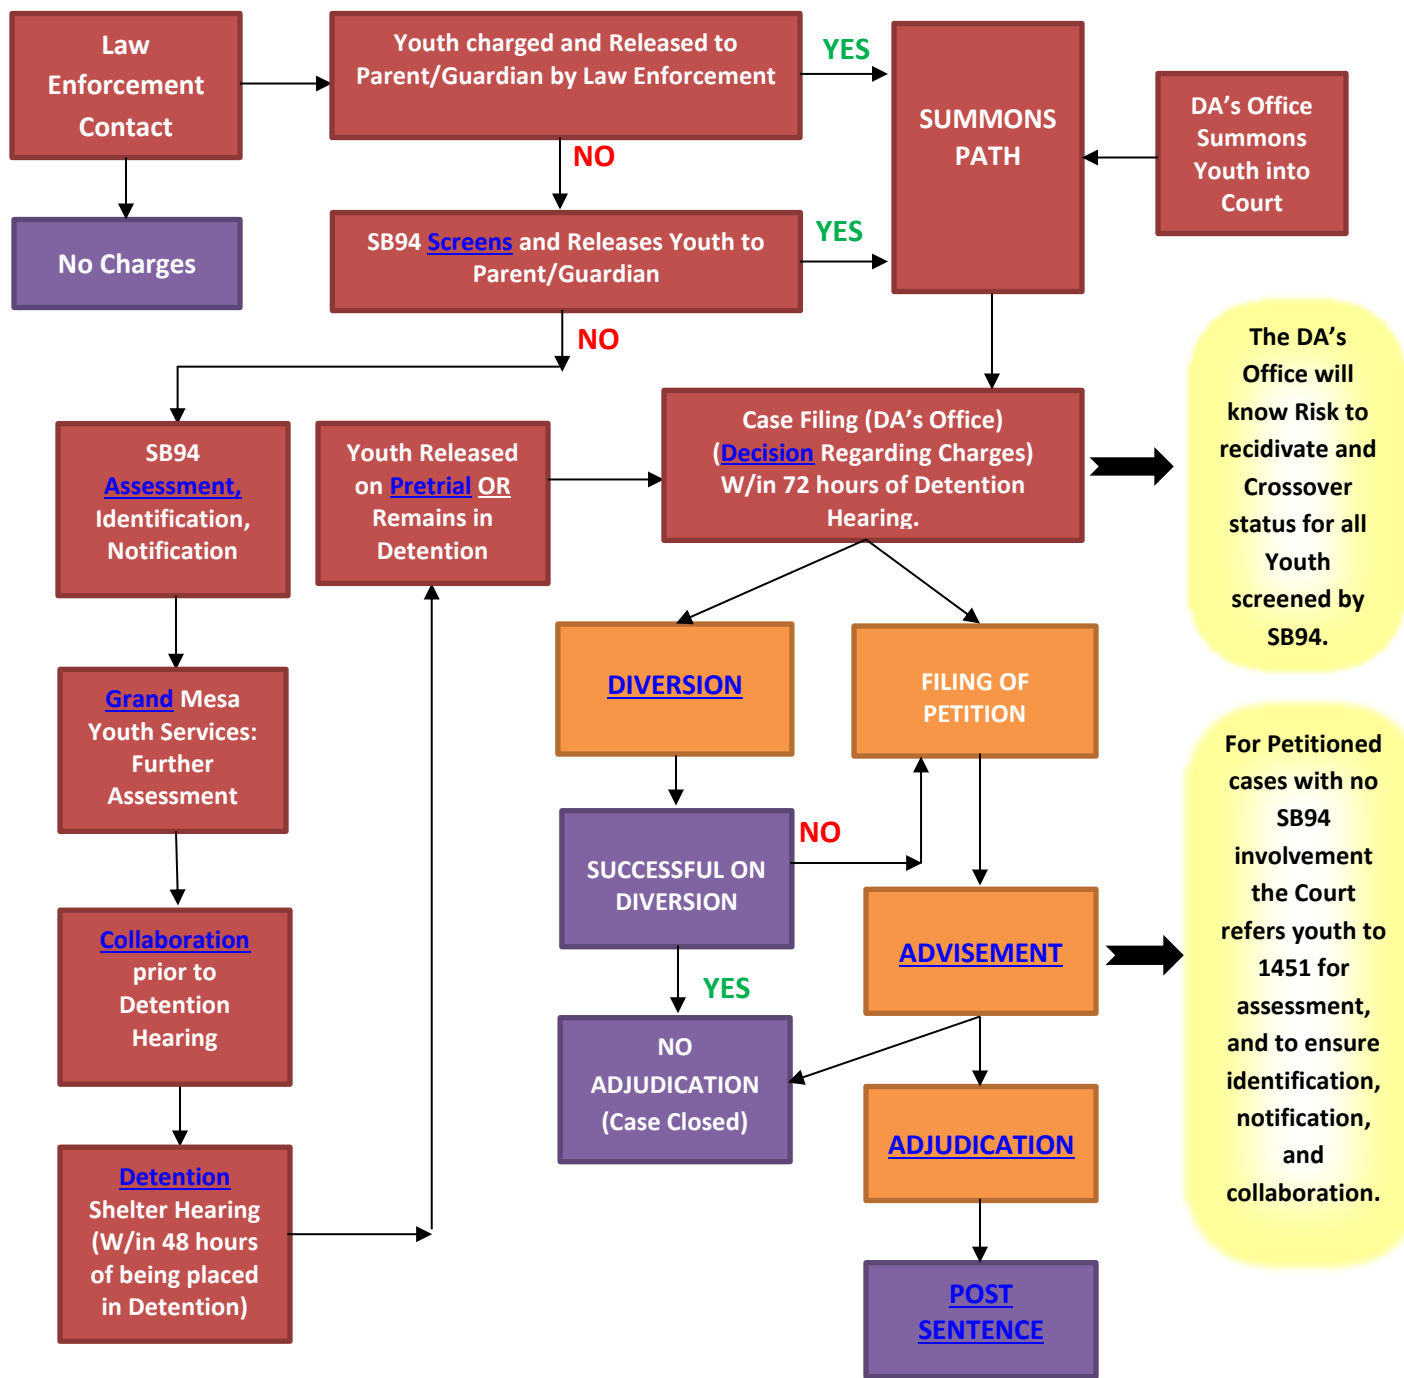 Law
Enforcement
Contact
Youth charged and Released to
Parent/Guardian by Law Enforcement
YES
SUMMONS
PATH
DA's Office
Summons
Youth into
Court
NO
No Charges
SB94 Screens and Releases Youth to
Parent/Guardian
YES
NO
The DA's
Office will
know Risk to
recidivate and
Crossover
status for all
Youth
screened by
SB94.
SB94
Assessment,
Identification,
Notification
Youth Released
on Pretrial OR
Remains in
Detention
Case Filing (DA's Office)
(Decision Regarding Charges)
W/in 72 hours of Detention
Hearing.
Grand Mesa
Youth Services:
Further
Assessment
DIVERSION
FILING OF
PETITION
For Petitioned
cases with no
SB94
involvement
the Court
refers youth to
1451 for
assessment,
and to ensure
identification,
notification,
and
collaboration.
SUCCESSFUL ON
DIVERSION
NO
YES
Collaboration
prior to
Detention
Hearing
ADVISEMENT
NO
ADJUDICATION
(Case Closed)
ADJUDICATION
Detention
Shelter Hearing
(W/in 48 hours
of being placed
in Detention)
POST
SENTENCE